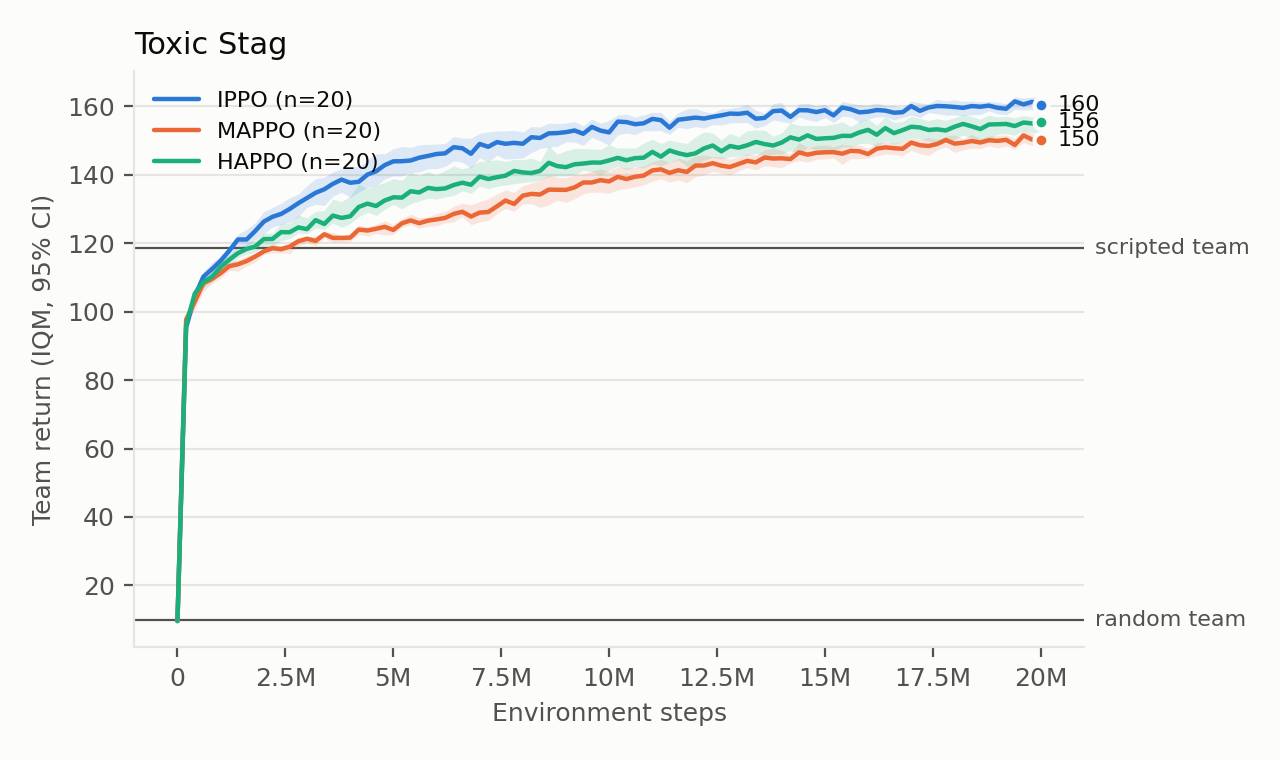 Toxic Stag
IPPO (n=20)
MAPPO (n=20)
HAPPO (n=20)
160
156
150
160
140
120
100
80
60
40
20
scripted team
random team
Team return (IQM, 95% CI)
0 2.5M 5M 7.5M 10M 12.5M 15M 17.5M 20M
Environment steps